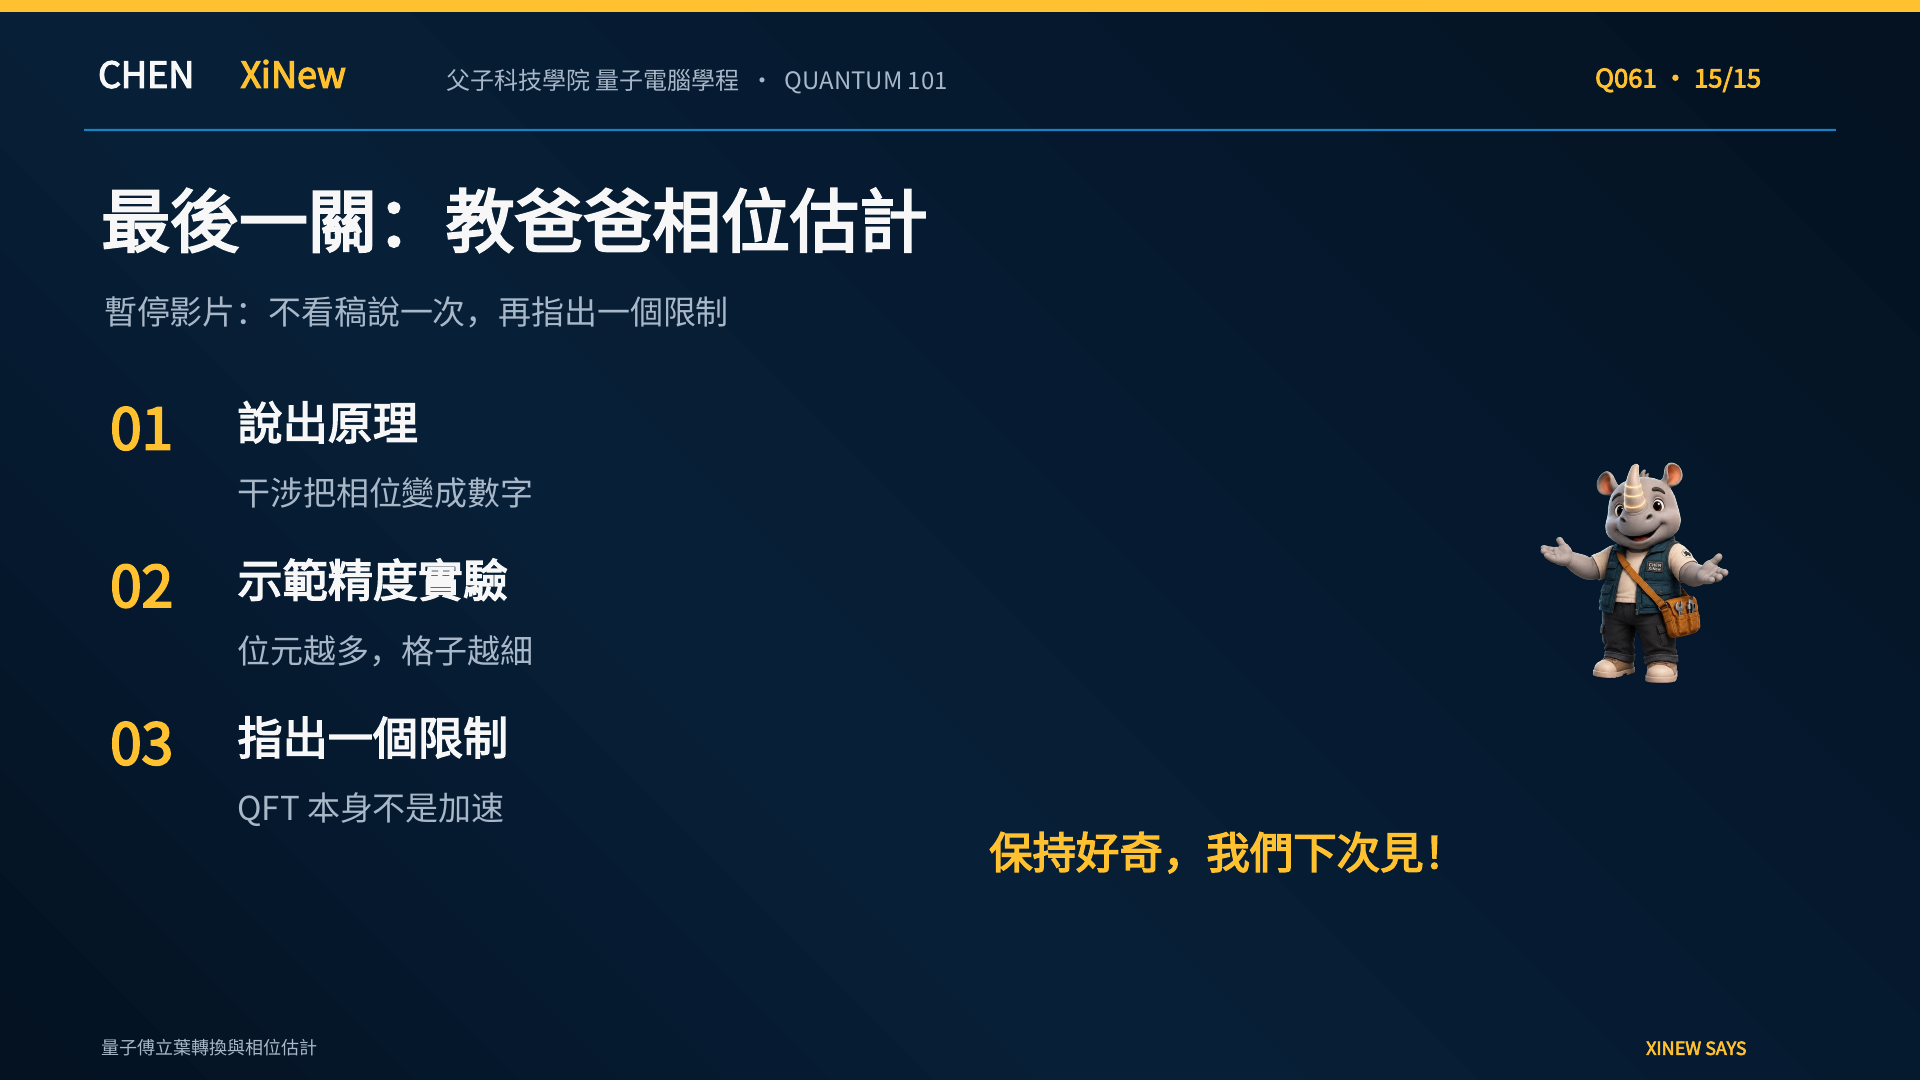 CHEN XiNew 父子科技學院 量子電腦學程 · QUANTUM 101 Q061 · 15/15
最後一關：教爸爸相位估計
暫停影片：不看稿說一次，再指出一個限制
01 說出原理
干涉把相位變成數字
02 示範精度實驗
位元越多，格子越細
03 指出一個限制
QFT 本身不是加速
保持好奇，我們下次見！
量子傅立葉轉換與相位估計 XINEW SAYS